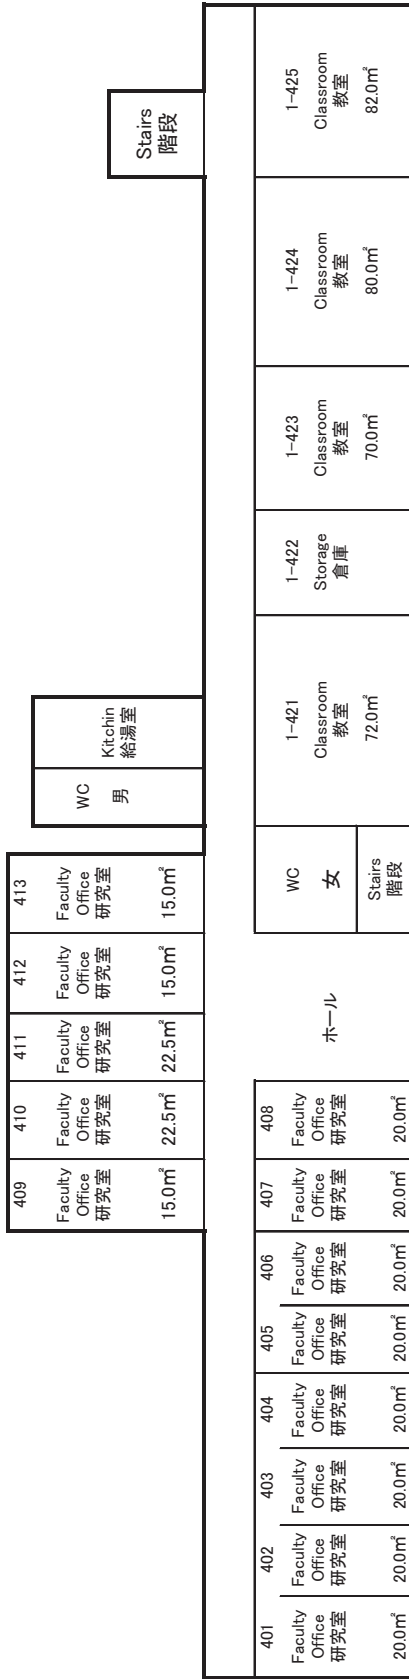 Stairs
階段
1-425
Classroom
教室
82.0㎡
1-424
Classroom
教室
80.0㎡
1-423
Classroom
教室
70.0㎡
1-422
Storage
倉庫
Kitchin
給湯室
WC
男
1-421
Classroom
教室
72.0㎡
WC
女
Stairs
階段
413
Faculty
Office
研究室
15.0㎡
412
Faculty
Office
研究室
15.0㎡
411
Faculty
Office
研究室
22.5㎡
410
Faculty
Office
研究室
22.5㎡
409
Faculty
Office
研究室
15.0㎡
ホール
408
Faculty
Office
研究室
20.0㎡
407
Faculty
Office
研究室
20.0㎡
406
Faculty
Office
研究室
20.0㎡
405
Faculty
Office
研究室
20.0㎡
404
Faculty
Office
研究室
20.0㎡
403
Faculty
Office
研究室
20.0㎡
402
Faculty
Office
研究室
20.0㎡
401
Faculty
Office
研究室
20.0㎡